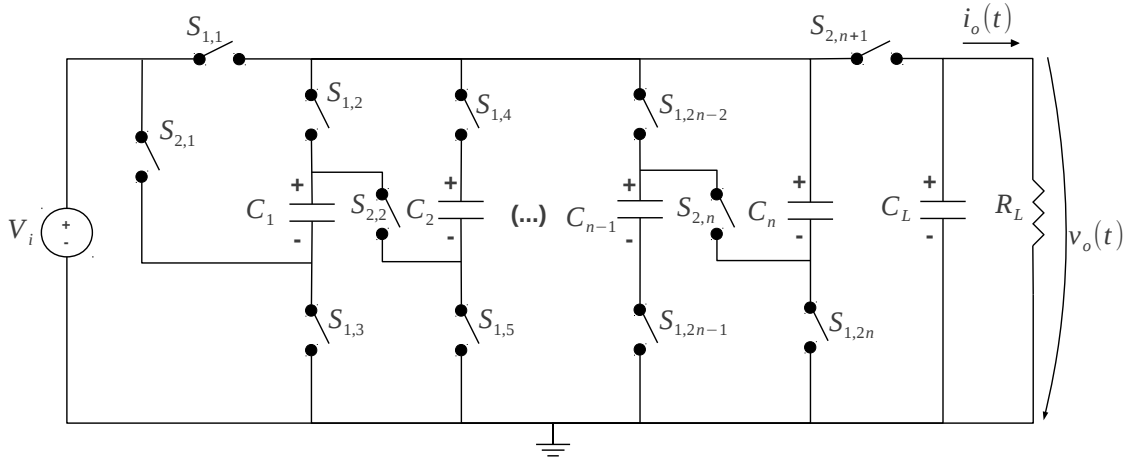 S1,1
S2,n+1
io(t)
S1,2
S1,4
S1,2n−2
S2,1
+
+
+
+
+
Vi
+
-
C1
S2,2
C2
(...)
Cn−1
S2,n
Cn
CL
RL
vo(t)
-
-
-
-
-
S1,3
S1,5
S1,2n−1
S1,2n